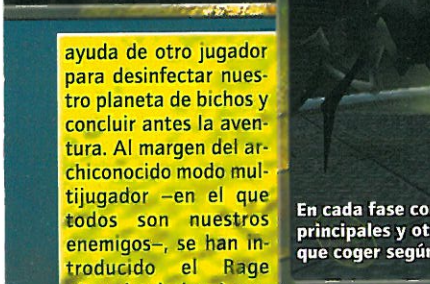 ayuda de otro jugador
para desinfectar nues-
tro planeta de bichos y
concluir antes la aven-
tura. Al margen del ar-
chiconocido modo mul-
tijugador –en el que
todos son nuestros
enemigos–, se han in-
troducido el Rage
En cada fase co
principales y ot
que coger según